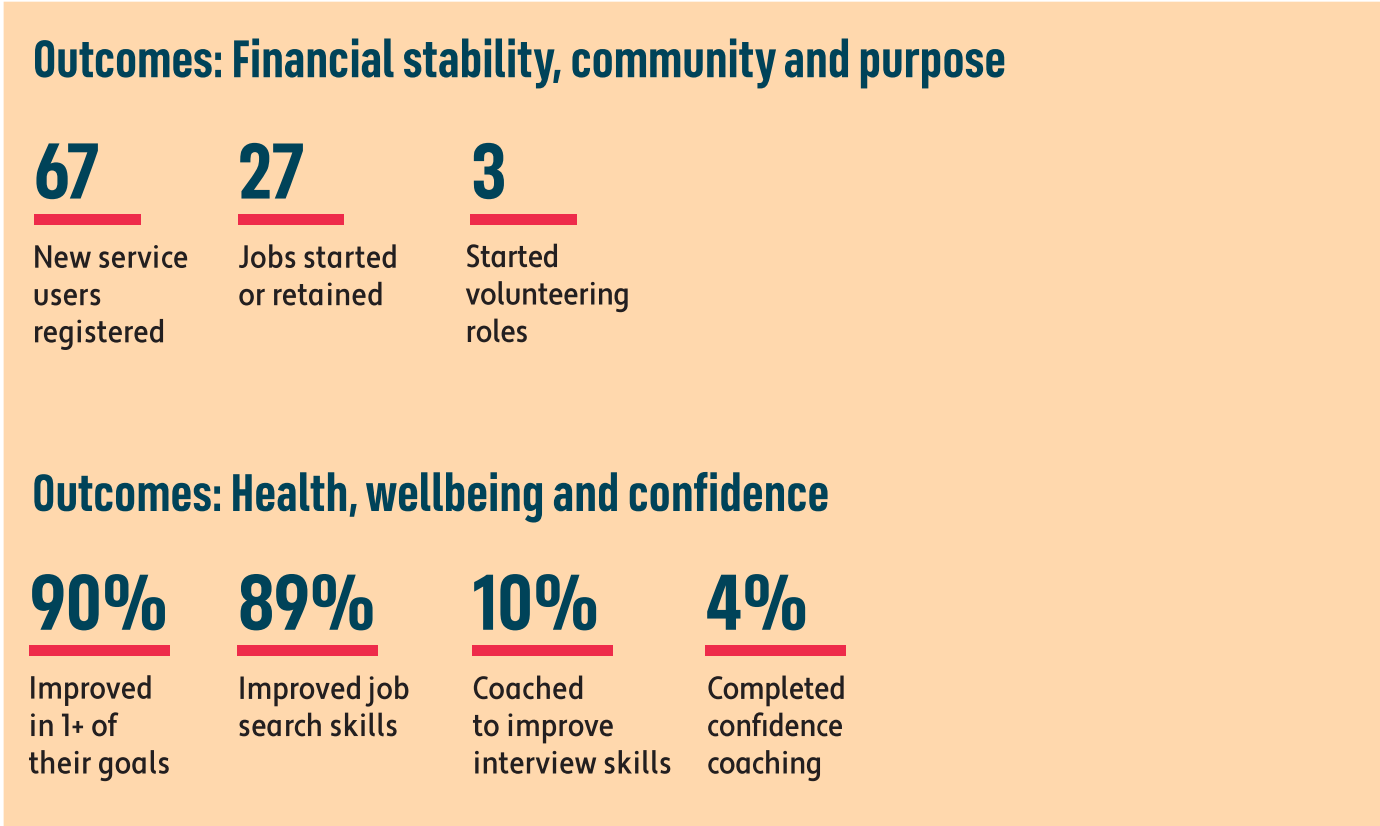 Outcomes: Financial stability, community and purpose
67
New service
users
registered
27
Jobs started
or retained
3
Started
volunteering
roles
Outcomes: Health, wellbeing and confidence
90%
Improved
in 1+ of
their goals
89%
Improved job
search skills
10%
Coached
to improve
interview skills
4%
Completed
confidence
coaching